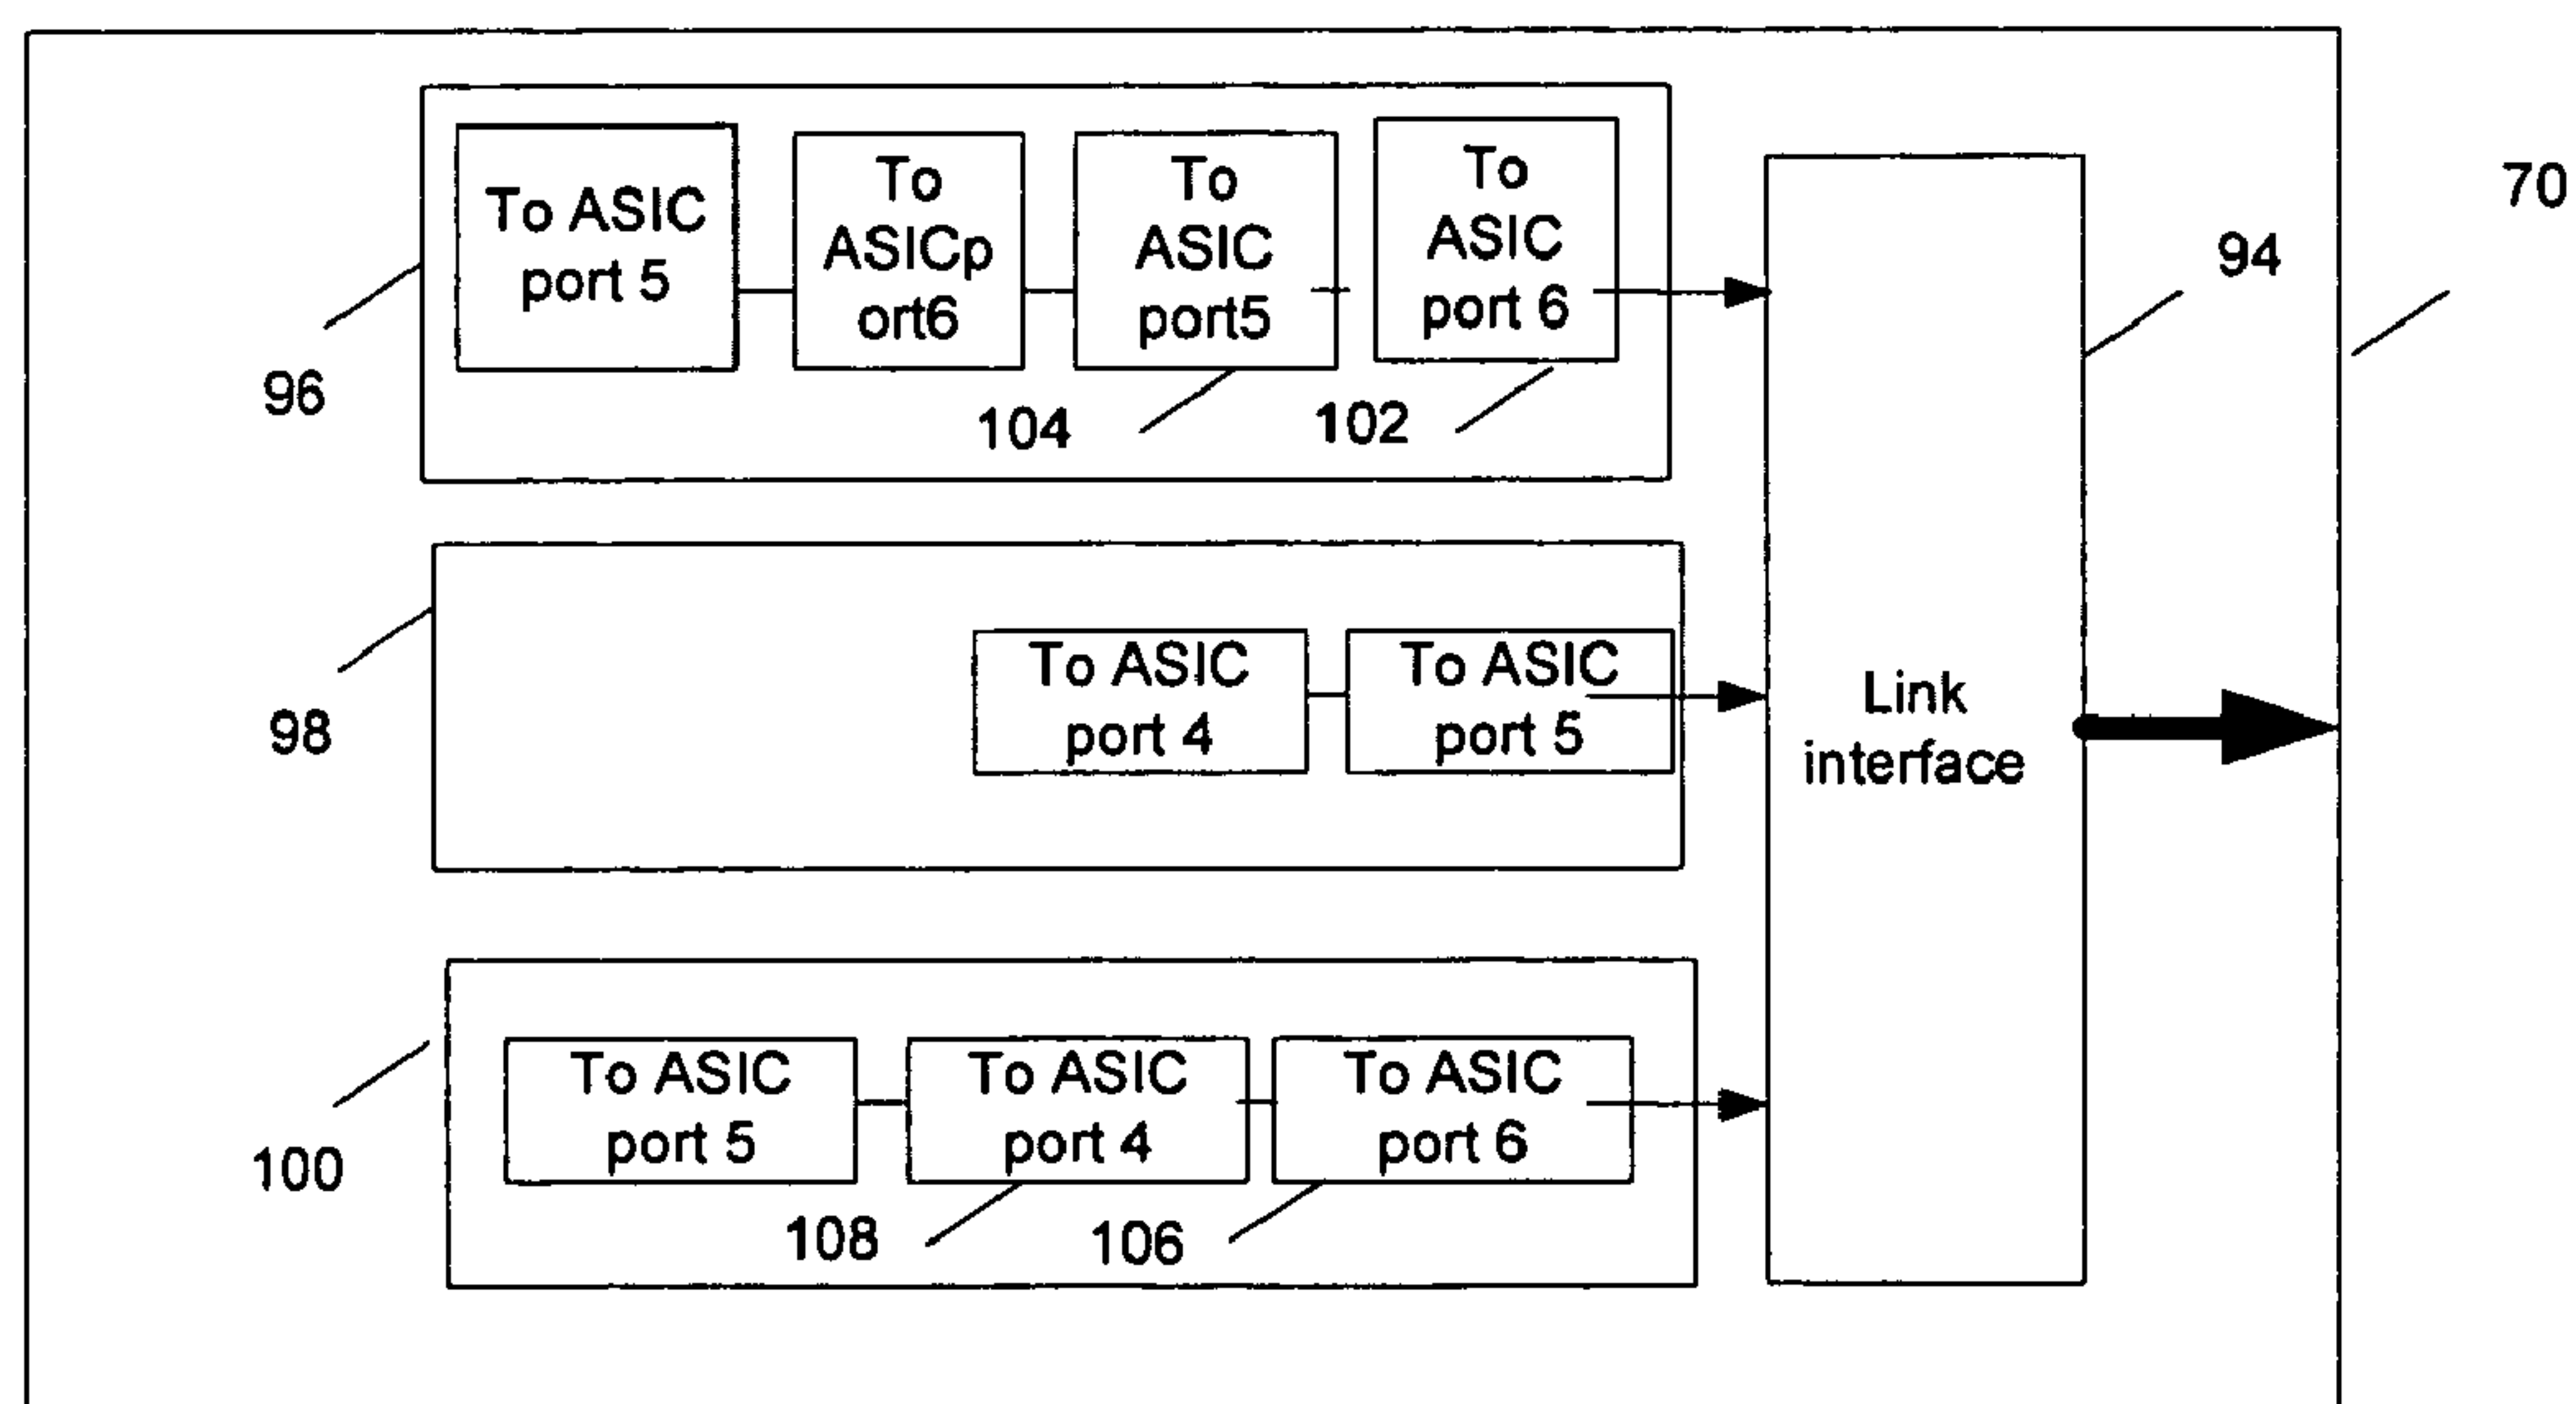 To ASIC
port 5
To
ASICp
ort6
To
ASIC
port5
To
ASIC
port 6
70
94
96
104
102
To ASIC
port 4
To ASIC
port 5
98
Link
interface
To ASIC
port 5
To ASIC
port 4
To ASIC
port 6
100
108
106